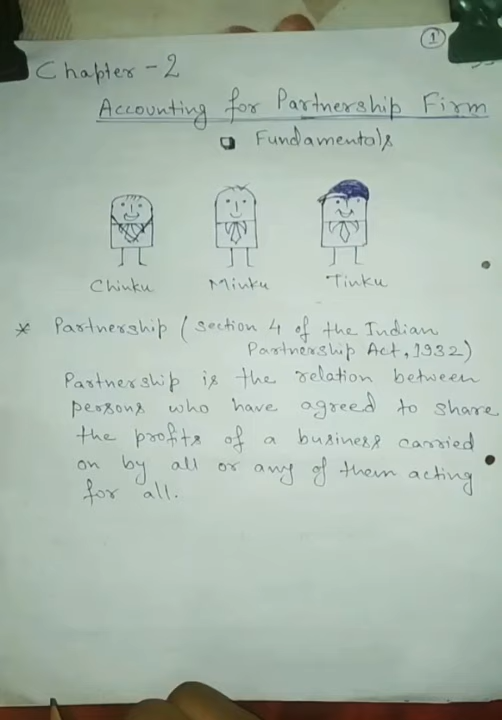 1
Chapter-2
Accounting for Partnership Firm
Fundamentals
Chinku Minku Tinku
* Partnership (section 4 of the Indian
Partnership Act, 1932)
Partnership is the relation between
persons who have agreed to share
the profits of a business carried
on by all or any of them acting
for all.